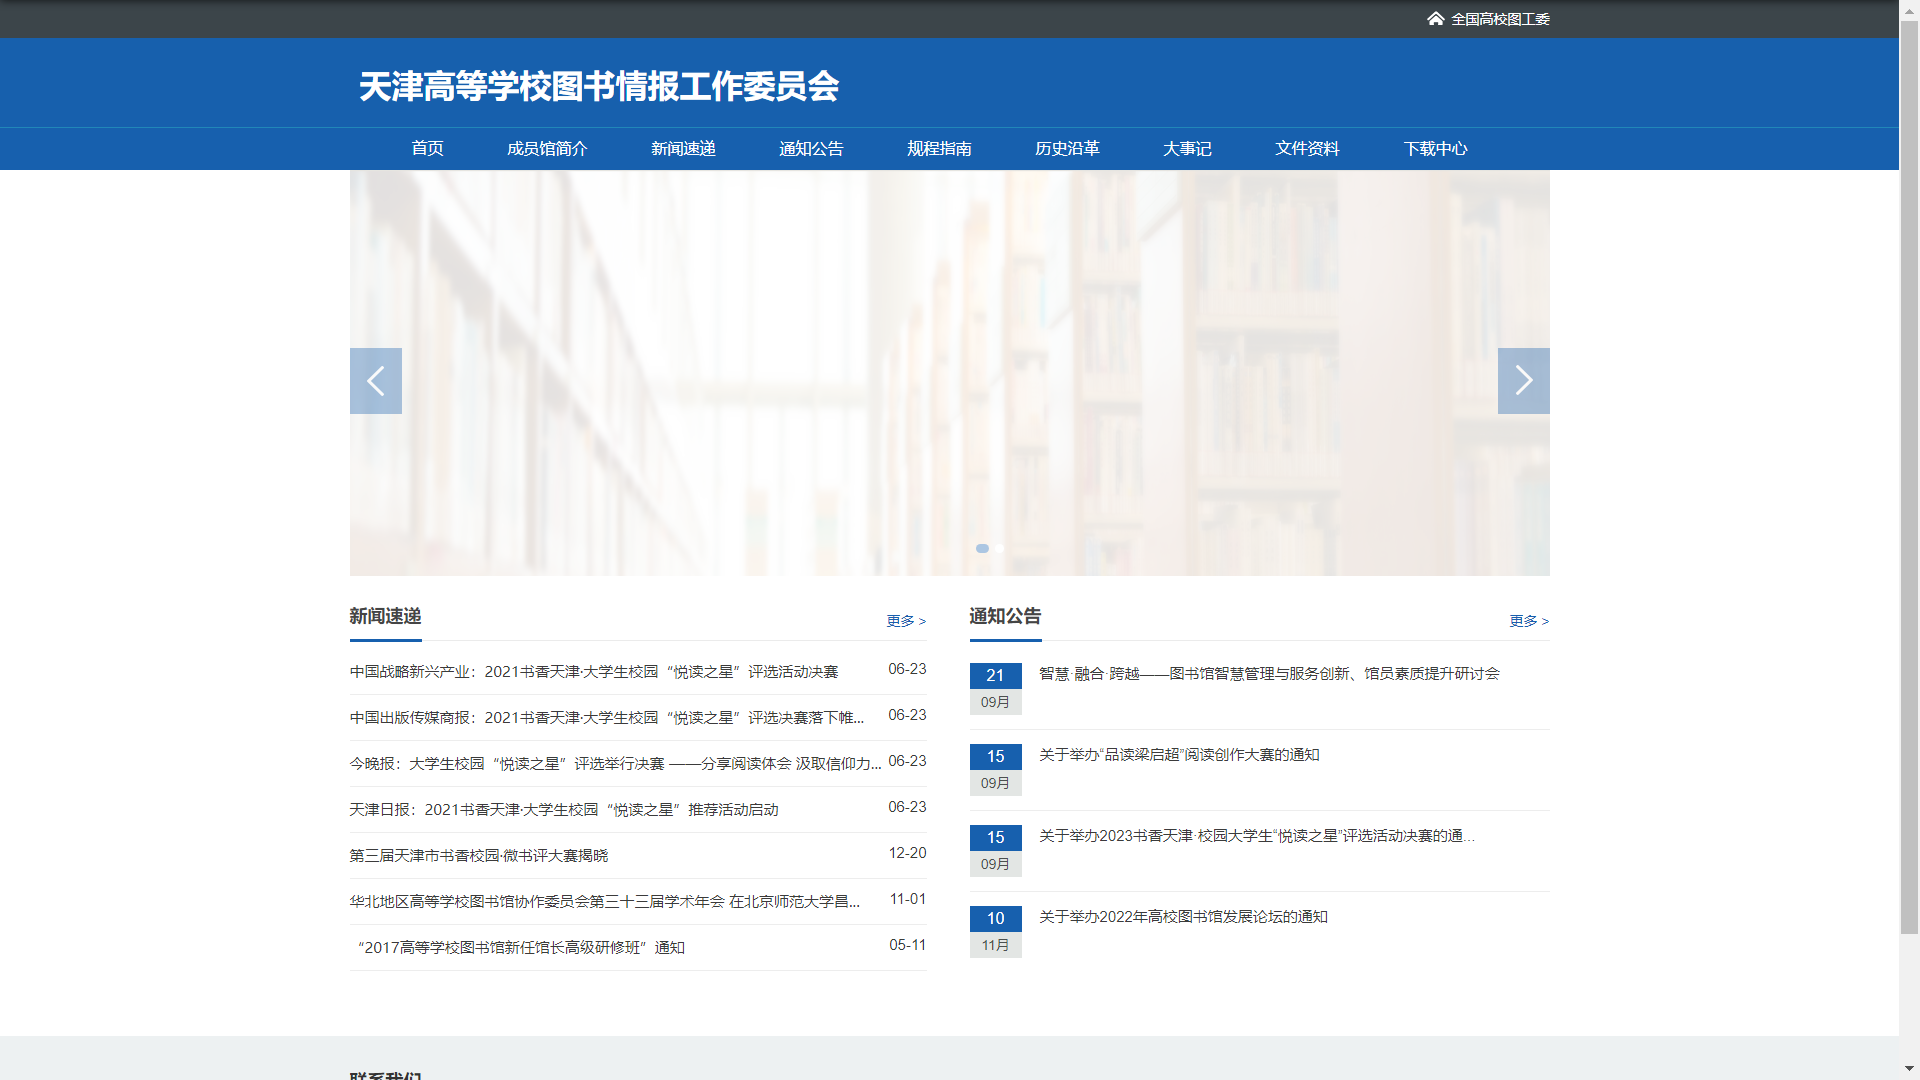 全国高校图工委
天津高等学校图书情报工作委员会
首页 成员馆简介 新闻速递 通知公告 规程指南 历史沿革 大事记 文件资料 下载中心
新闻速递 更多 >
中国战略新兴产业：2021书香天津·大学生校园“悦读之星”评选活动决赛 06-23
中国出版传媒商报：2021书香天津·大学生校园“悦读之星”评选决赛落下帷... 06-23
今晚报：大学生校园“悦读之星”评选举行决赛 ——分享阅读体会 汲取信仰力... 06-23
天津日报：2021书香天津·大学生校园“悦读之星”推荐活动启动 06-23
第三届天津市书香校园·微书评大赛揭晓 12-20
华北地区高等学校图书馆协作委员会第三十三届学术年会 在北京师范大学昌... 11-01
“2017高等学校图书馆新任馆长高级研修班”通知 05-11
通知公告 更多 >
21
09月
智慧·融合·跨越——图书馆智慧管理与服务创新、馆员素质提升研讨会
15
09月
关于举办“品读梁启超”阅读创作大赛的通知
15
09月
关于举办2023书香天津·校园大学生“悦读之星”评选活动决赛的通...
10
11月
关于举办2022年高校图书馆发展论坛的通知
联系我们